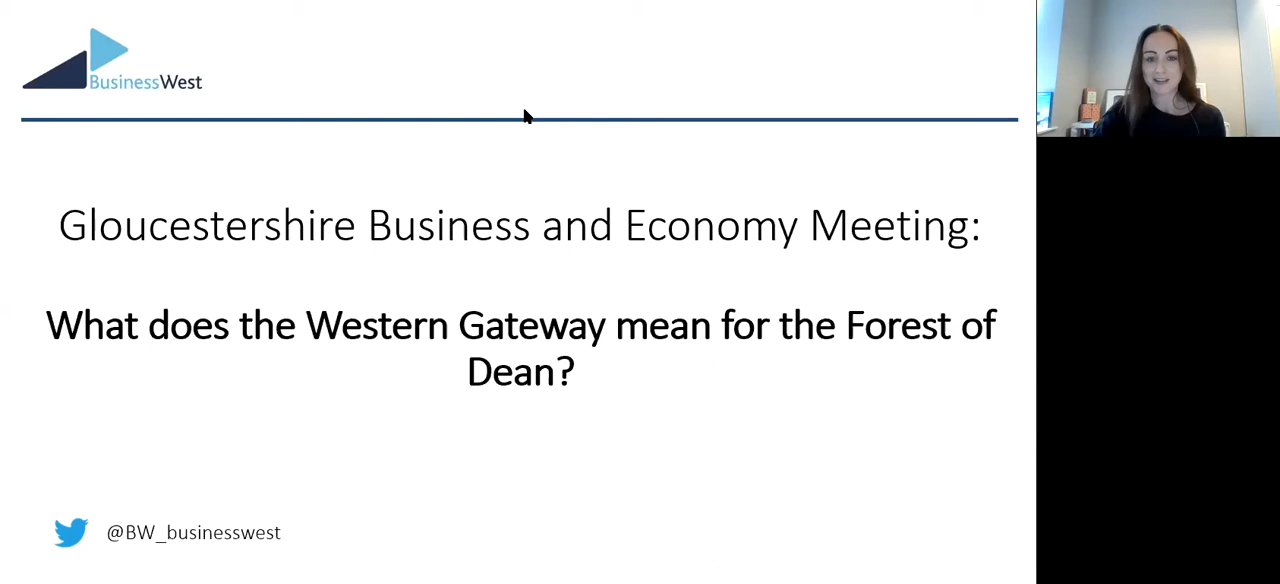 BusinessWest
Gloucestershire Business and Economy Meeting:
What does the Western Gateway mean for the Forest of
Dean?
@BW_businesswest